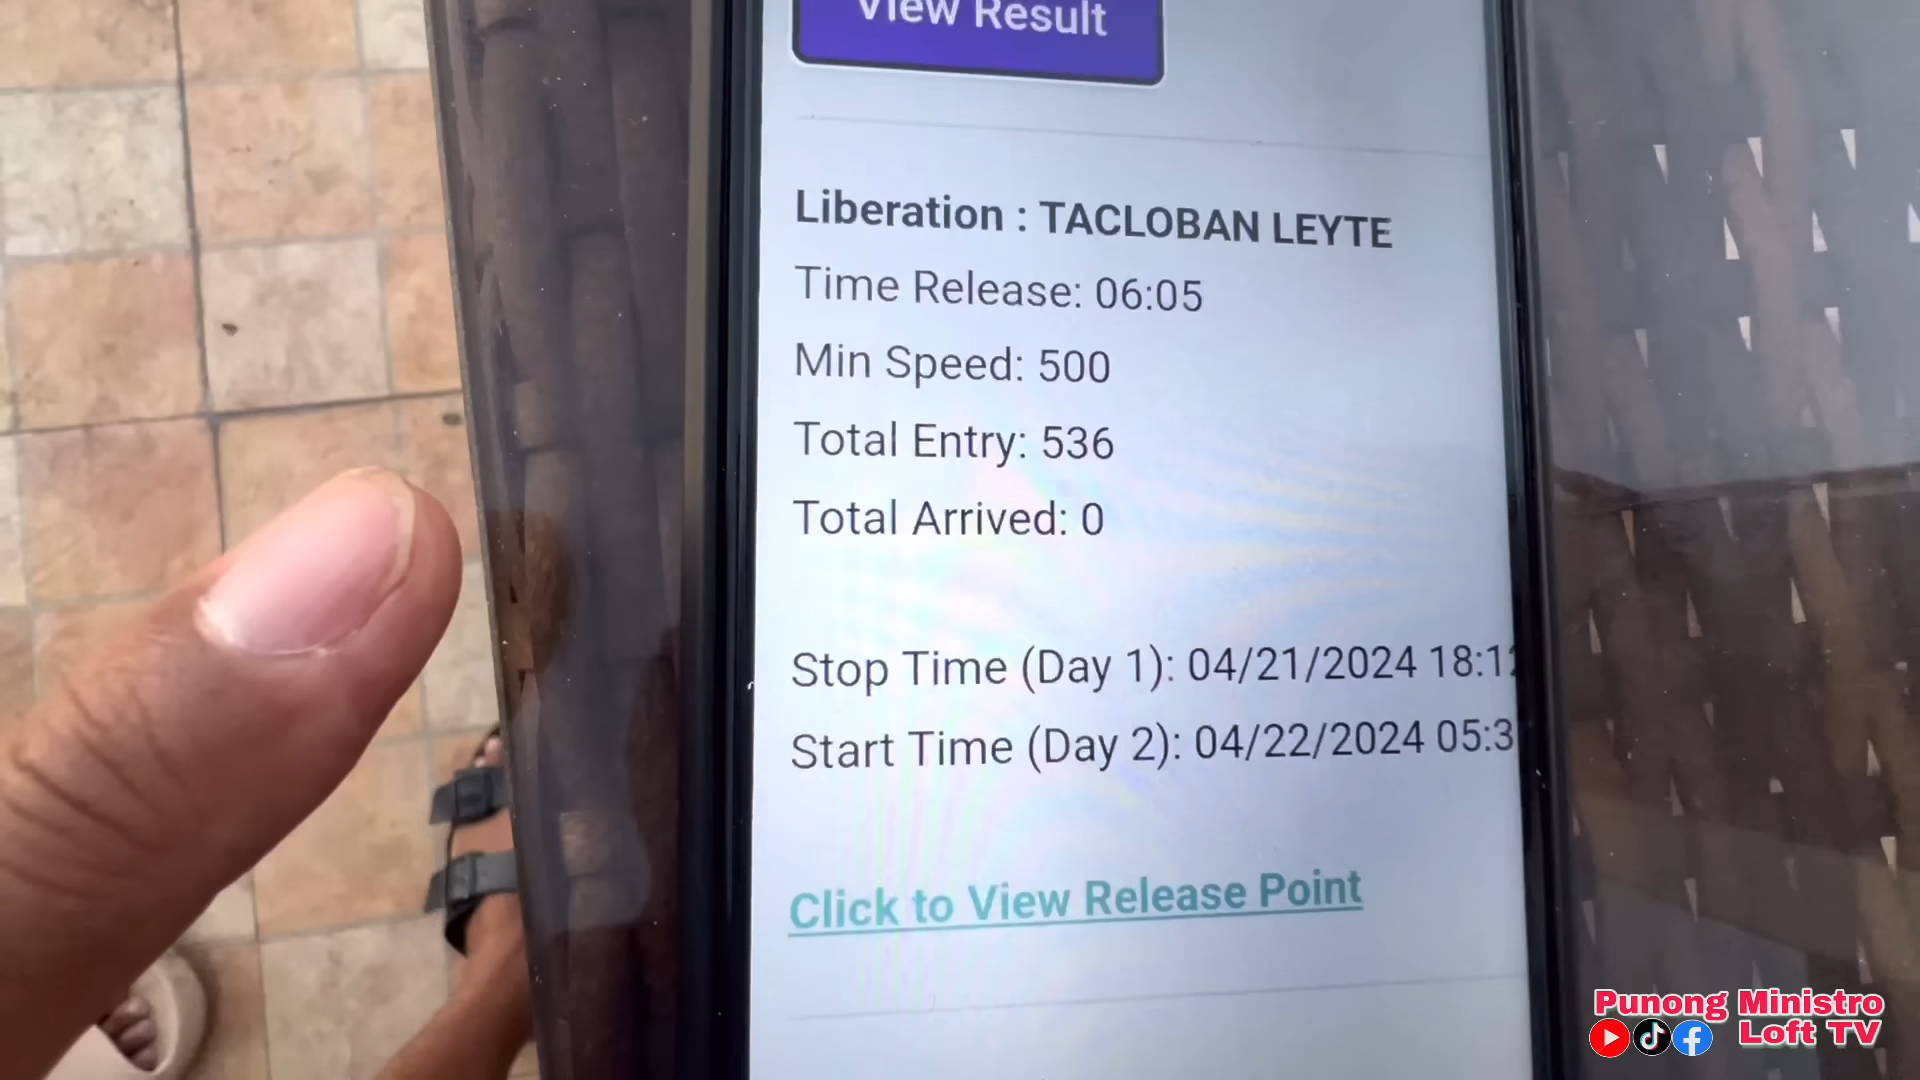 View Result
Liberation : TACLOBAN LEYTE
Time Release: 06:05
Min Speed: 500
Total Entry: 536
Total Arrived: 0
Stop Time (Day 1): 04/21/2024 18:1
Start Time (Day 2): 04/22/2024 05:3
Click to View Release Point
Punong Ministro
Loft TV